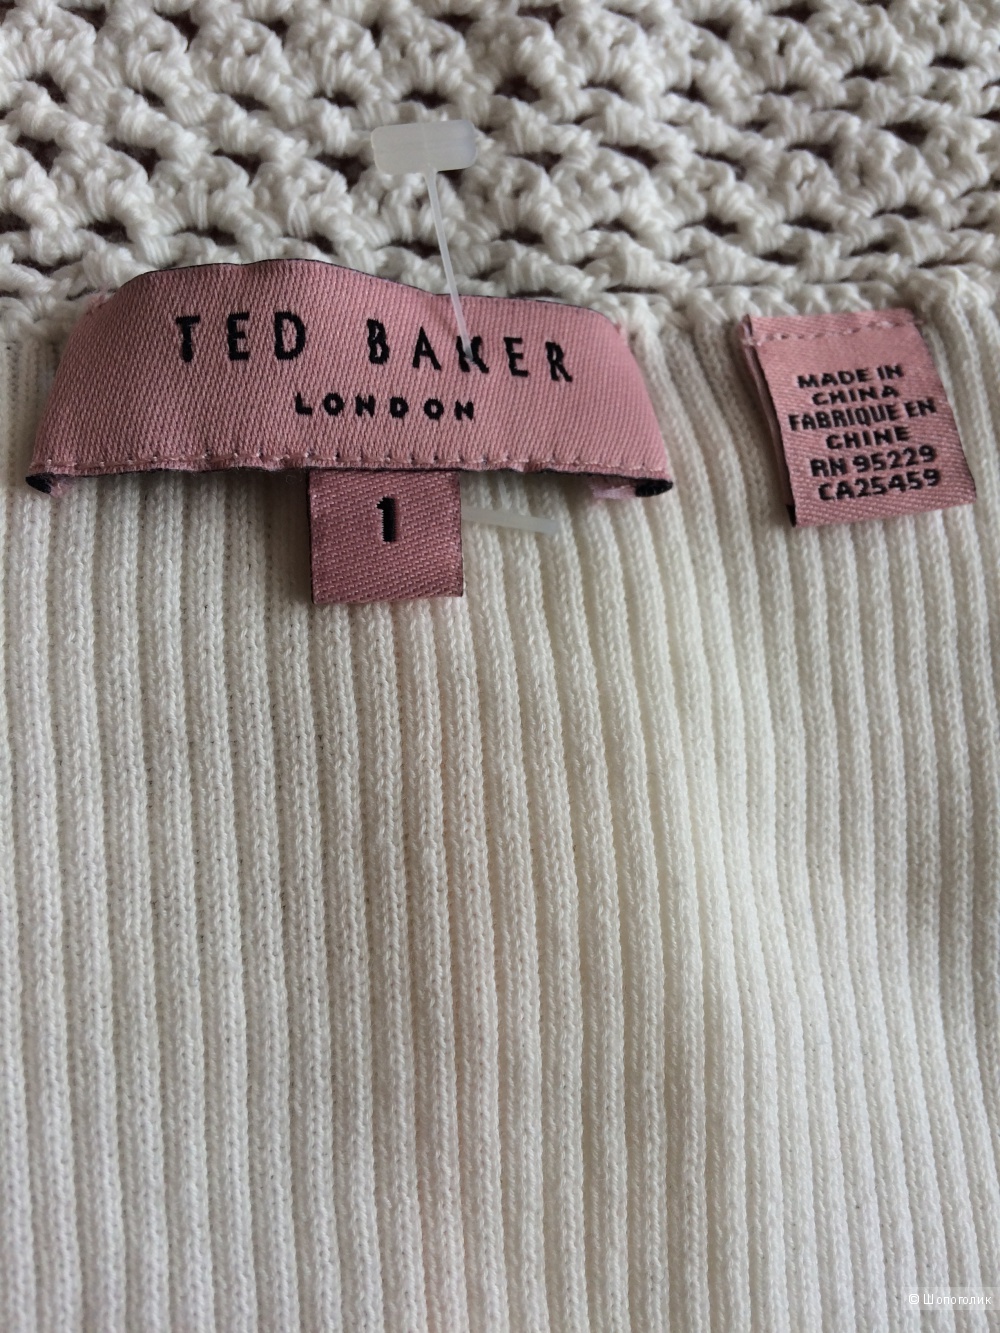 TED BAKER
LONDON
1
MADE IN
CHINA
FABRIQUE EN
CHINE
RN 95229
CA25459
© Шопоголик